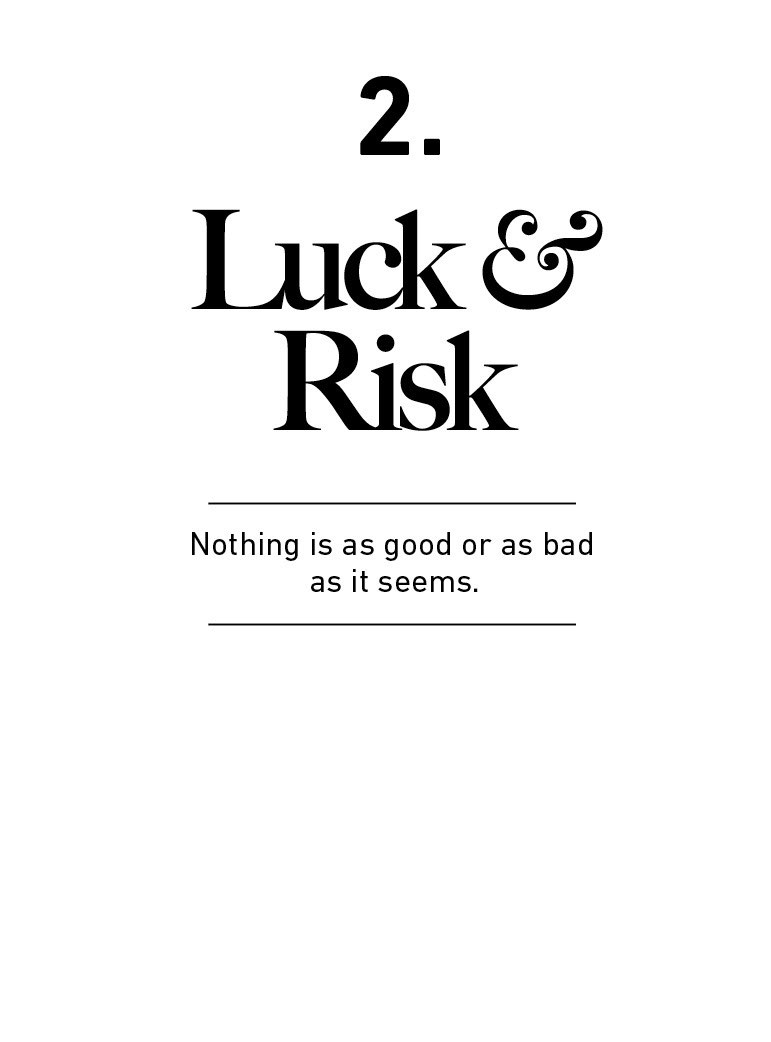 2.
Luck &
Risk
Nothing is as good or as bad
as it seems.